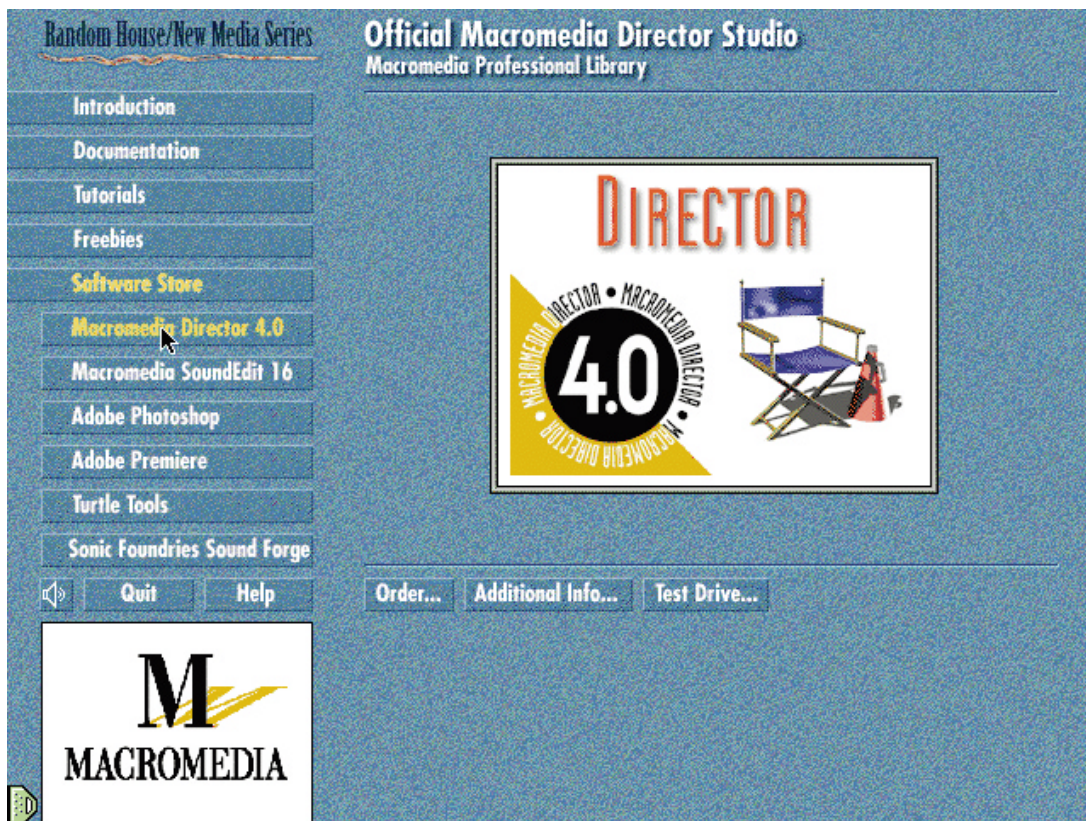 Random House/New Media Series
Official Macromedia Director Studio
Macromedia Professional Library
Introduction
Documentation
Tutorials
Freebies
Software Store
Macromedia Director 4.0
Macromedia SoundEdit 16
Adobe Photoshop
Adobe Premiere
Turtle Tools
Sonic Foundries Sound Forge
Quit
Help
DIRECTOR
MACROMEDIA DIRECTOR • MACROMEDIA DIRECTOR • MACROMEDIA DIRECTOR •
4.0
Order...
Additional Info...
Test Drive...
M
MACROMEDIA
D